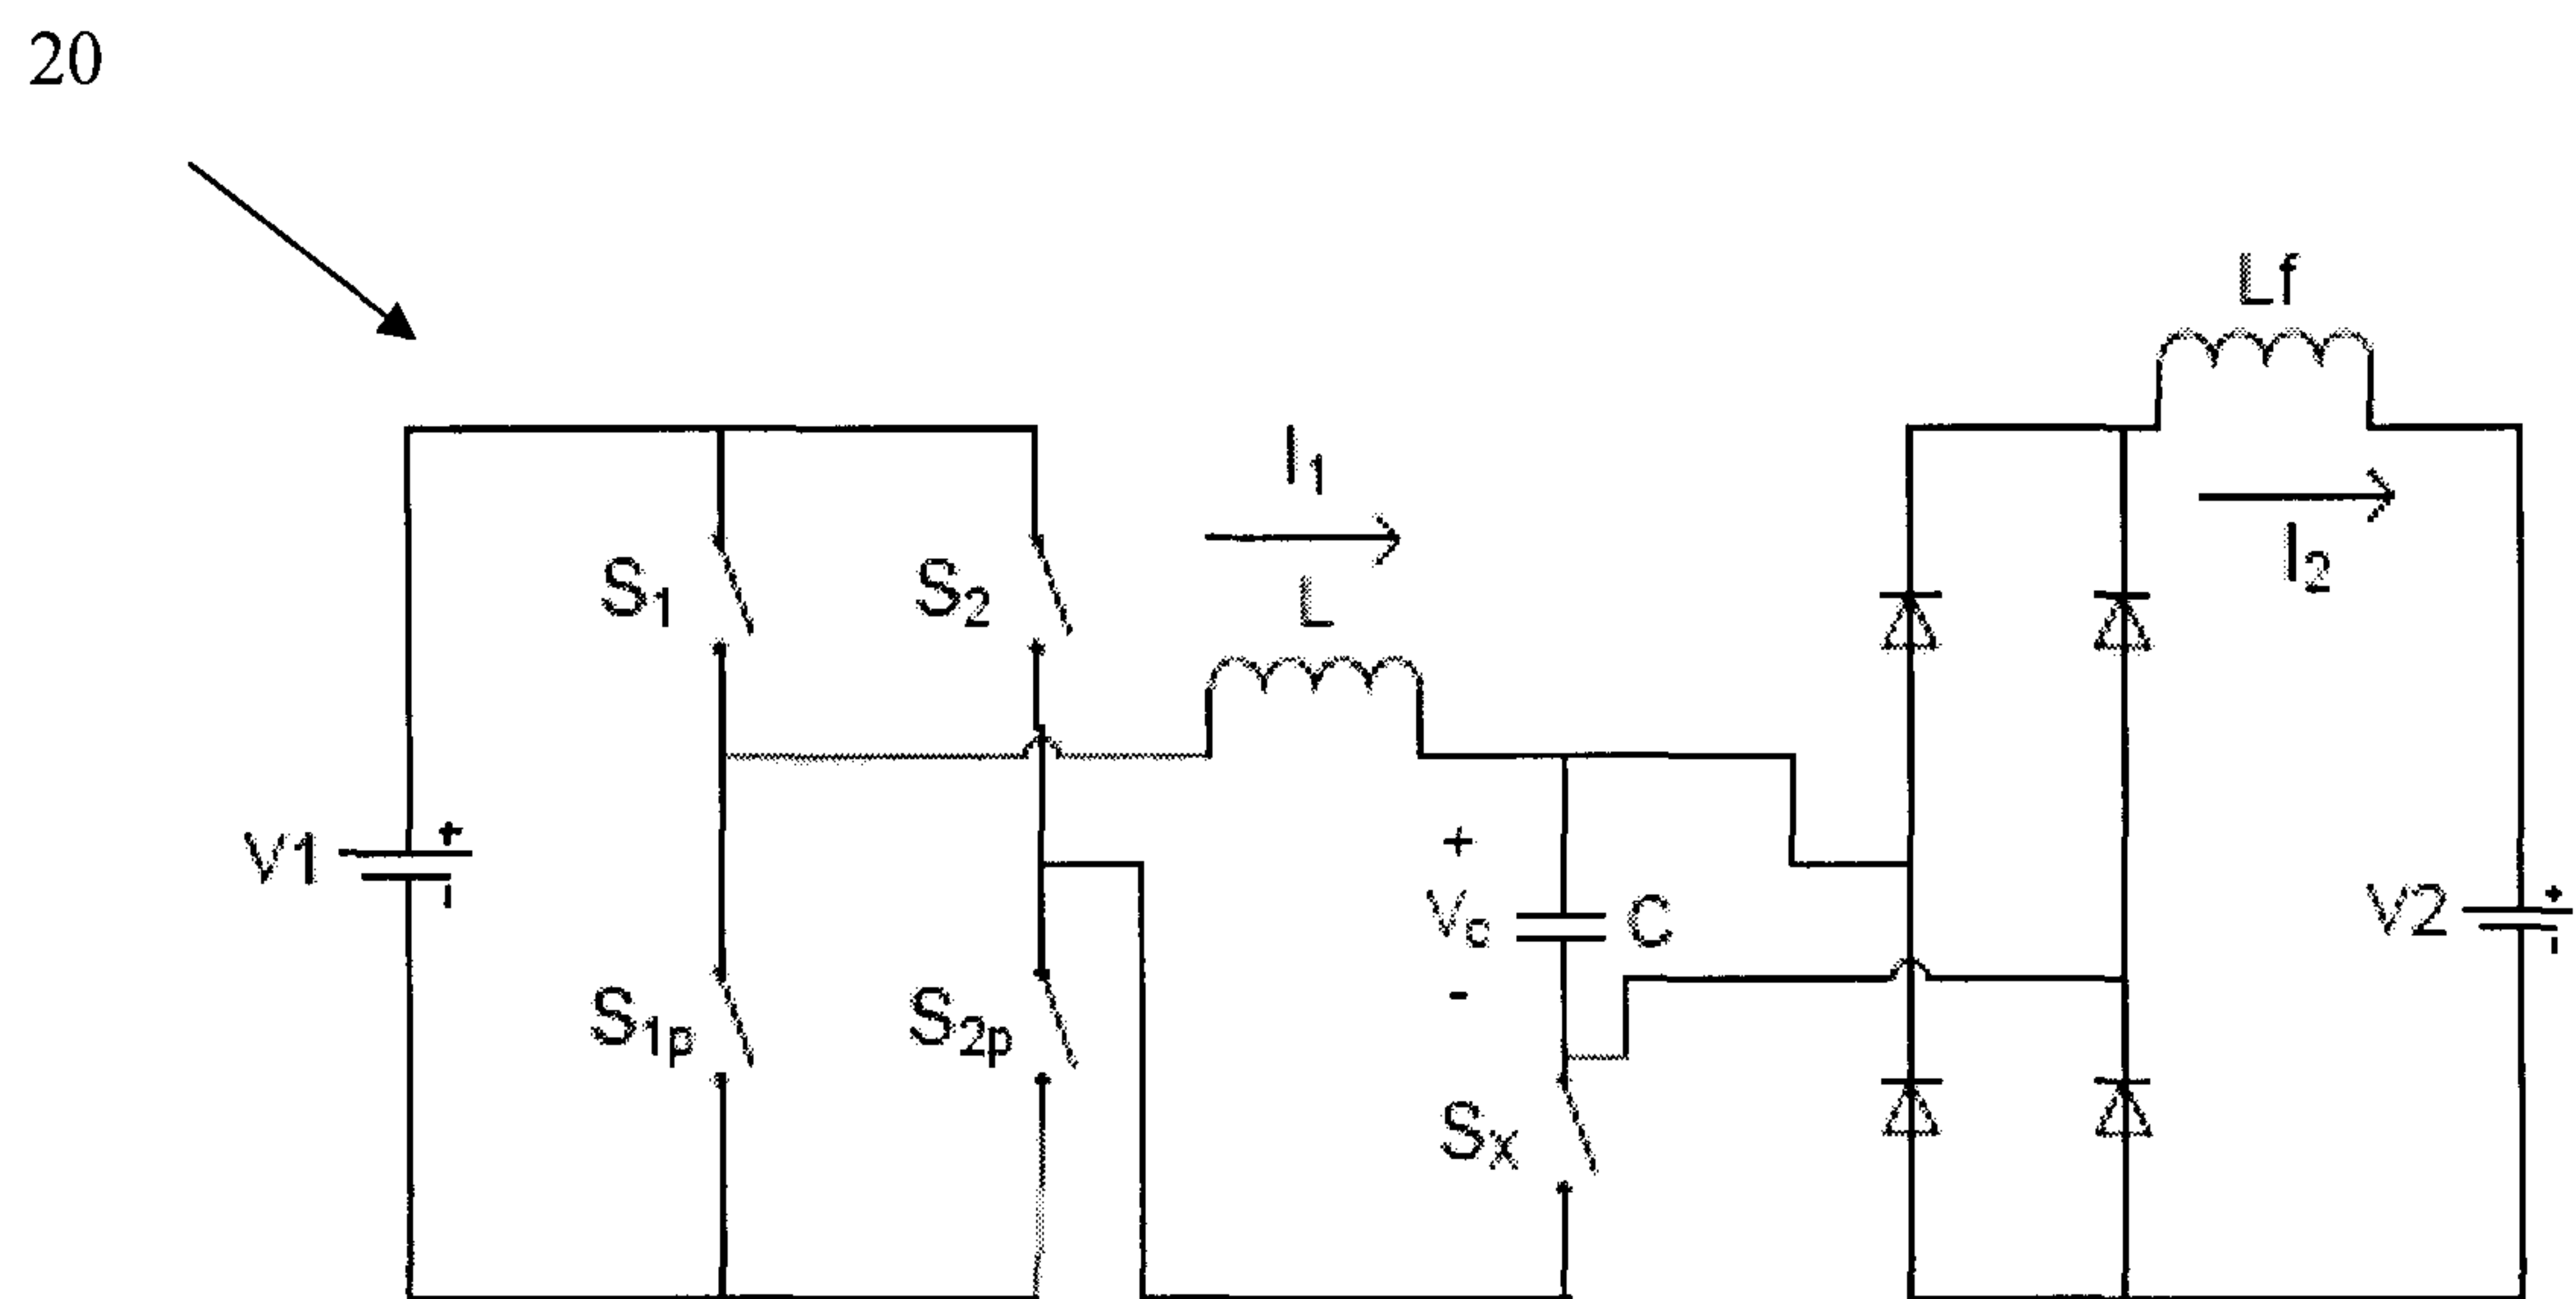 20
Lf
I1
I2
S1
S2
L
V1
+
-
+
Vc
-
C
V2
+
-
S1p
S2p
Sx